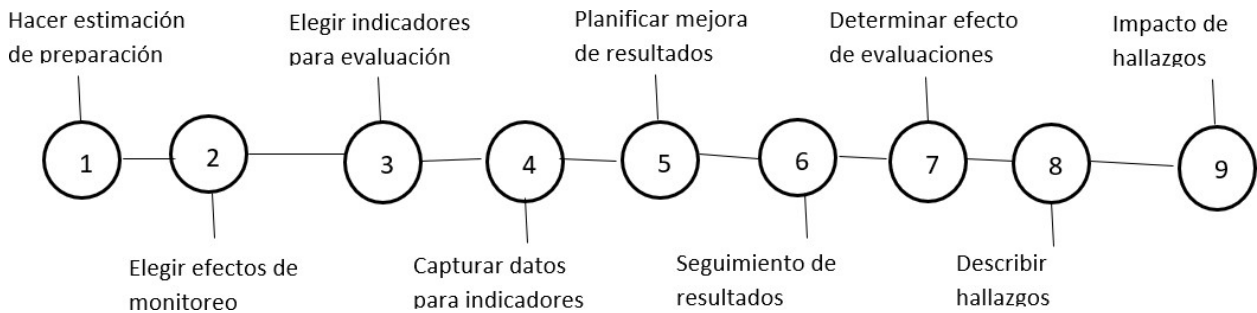 Hacer estimación
de preparación
Elegir indicadores
para evaluación
Planificar mejora
de resultados
Determinar efecto
de evaluaciones
Impacto de
hallazgos
1
2
3
4
5
6
7
8
9
Elegir efectos de
monitoreo
Capturar datos
para indicadores
Seguimiento de
resultados
Describir
hallazgos